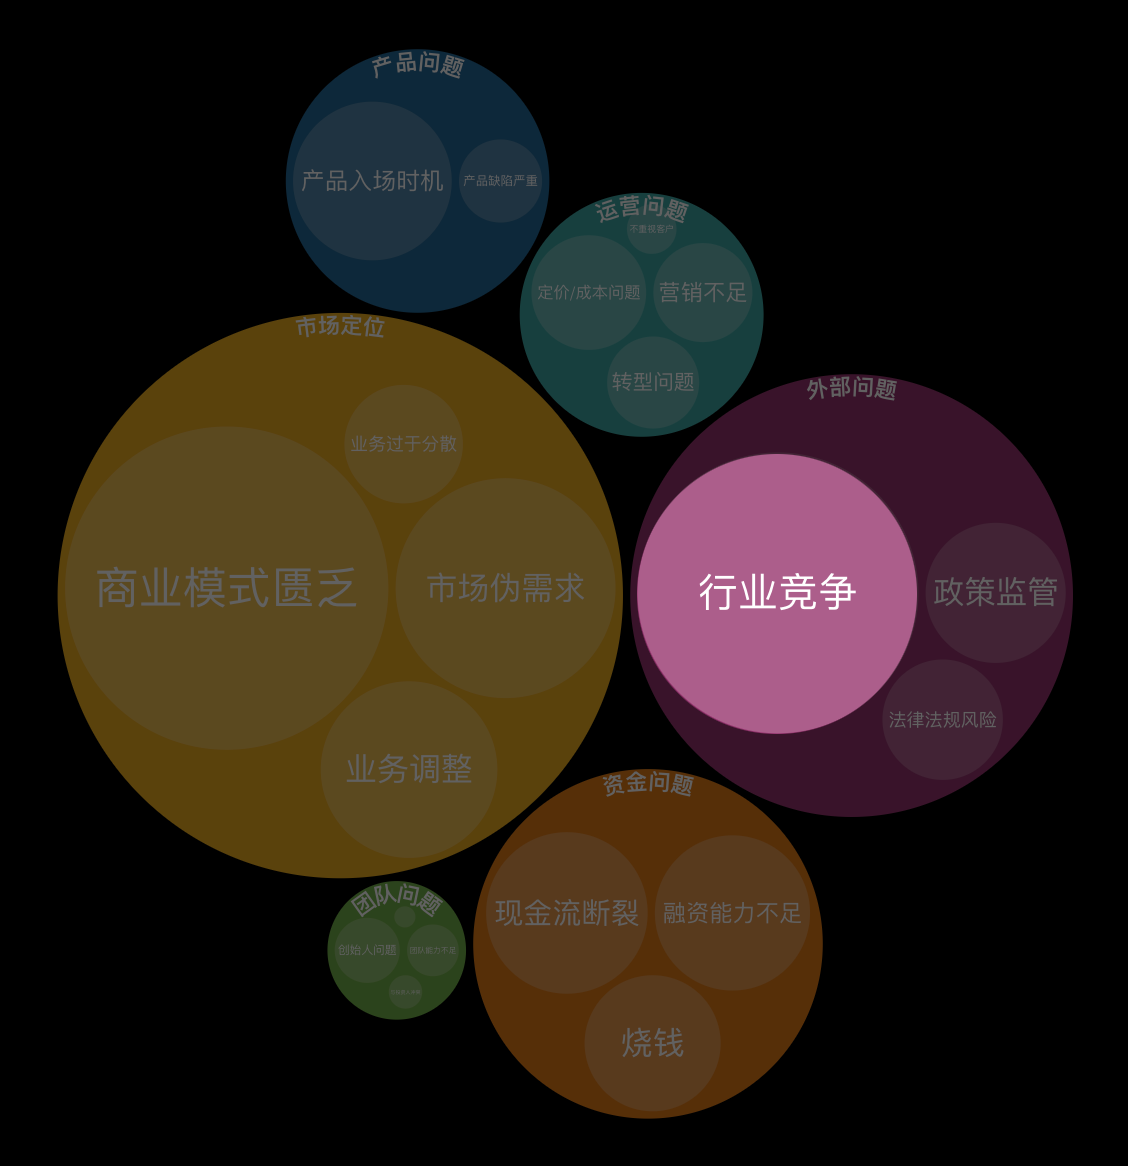 产品问题
产品入场时机
产品缺陷严重
运营问题
不重视客户
定价/成本问题
营销不足
转型问题
市场定位
业务过于分散
商业模式匮乏
市场伪需求
业务调整
外部问题
行业竞争
政策监管
法律法规风险
资金问题
现金流断裂
融资能力不足
烧钱
团队问题
创始人问题
团队能力不足